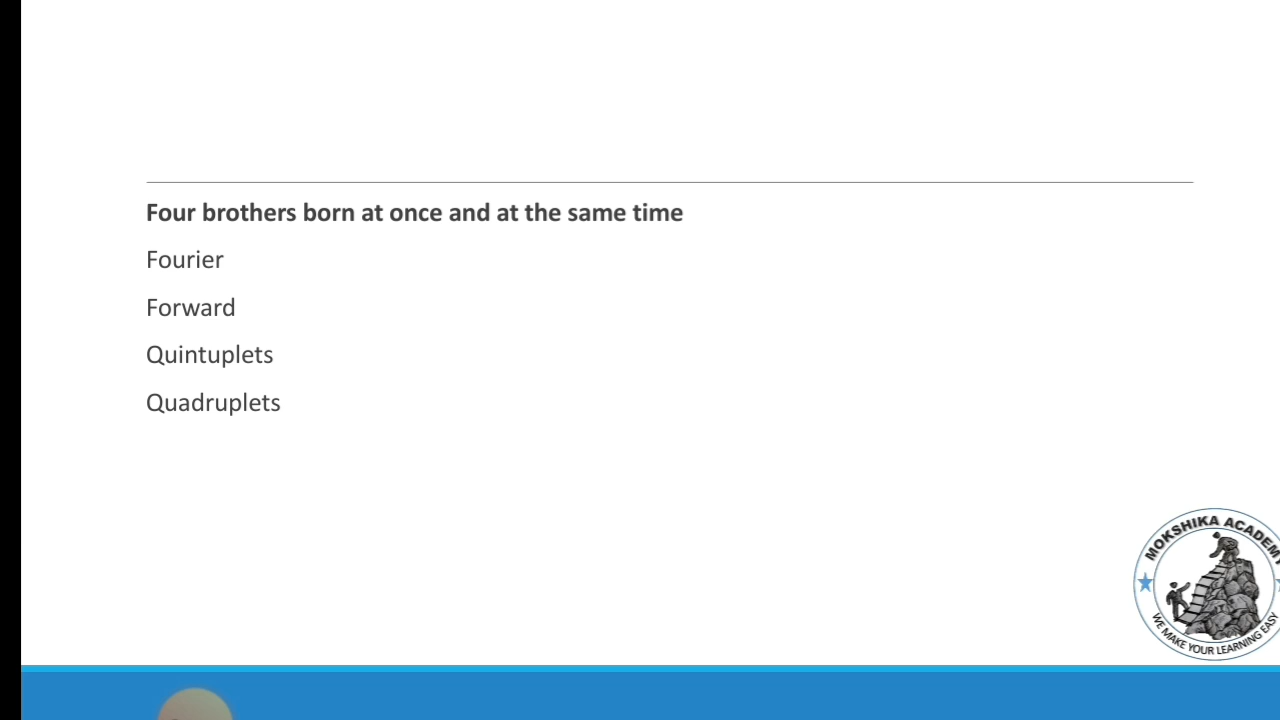 Four brothers born at once and at the same time
Fourier
Forward
Quintuplets
Quadruplets
MOKSHIKA ACADEMY
WE MAKE YOUR LEARNING EASY